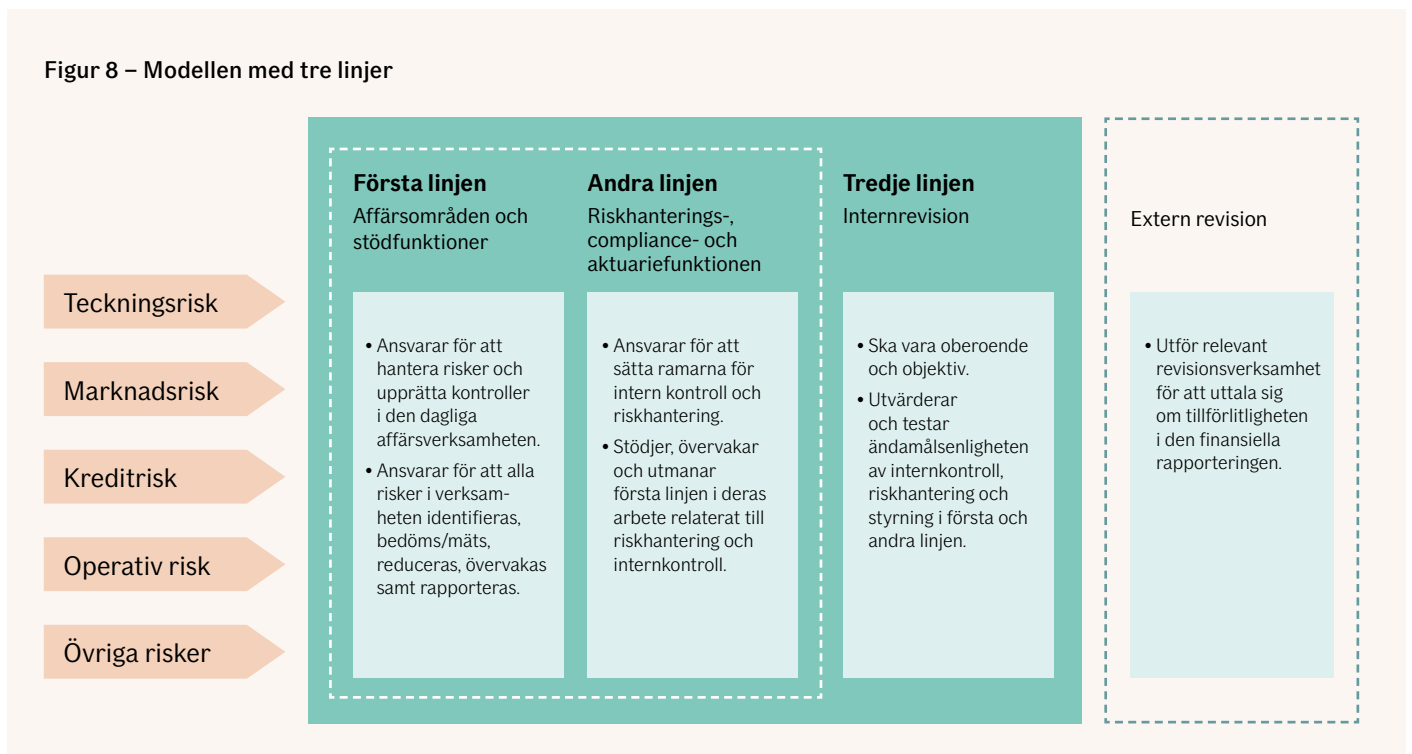 Figur 8 – Modellen med tre linjer
Teckningsrisk
Marknadsrisk
Kreditrisk
Operativ risk
Övriga risker
Första linjen
Affärsområden och
stödfunktioner
• Ansvarar för att
hantera risker och
upprätta kontroller
i den dagliga
affärsverksamheten.
• Ansvarar för att alla
risker i verksam-
heten identifieras,
bedöms/mäts,
reduceras, övervakas
samt rapporteras.
Andra linjen
Riskhanterings-,
compliance- och
aktuariefunktionen
• Ansvarar för att
sätta ramarna för
intern kontroll och
riskhantering.
• Stödjer, övervakar
och utmanar
första linjen i deras
arbete relaterat till
riskhantering och
internkontroll.
Tredje linjen
Internrevision
• Ska vara oberoende
och objektiv.
• Utvärderar
och testar
ändamålsenligheten
av internkontroll,
riskhantering och
styrning i första och
andra linjen.
Extern revision
• Utför relevant
revisionsverksamhet
för att uttala sig
om tillförlitligheten
i den finansiella
rapporteringen.